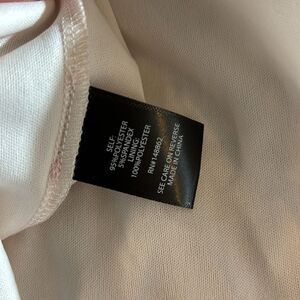 SELF:
95%POLYESTER
5%SPANDEX
LINING:
100%POLYESTER
RN#148862
SEE CARE ON REVERSE
MADE IN CHINA